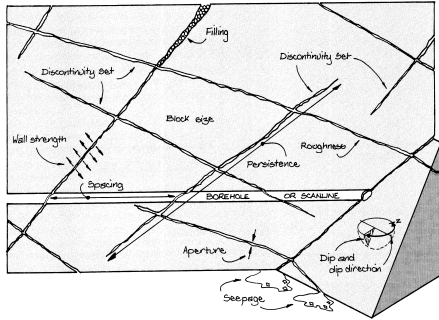 Filling
Discontinuity set
Discontinuity set
Block size
Wall strength
Roughness
Persistence
Spacing
BOREHOLE OR SCANLINE
Aperture
Dip and
dip direction
Seepage